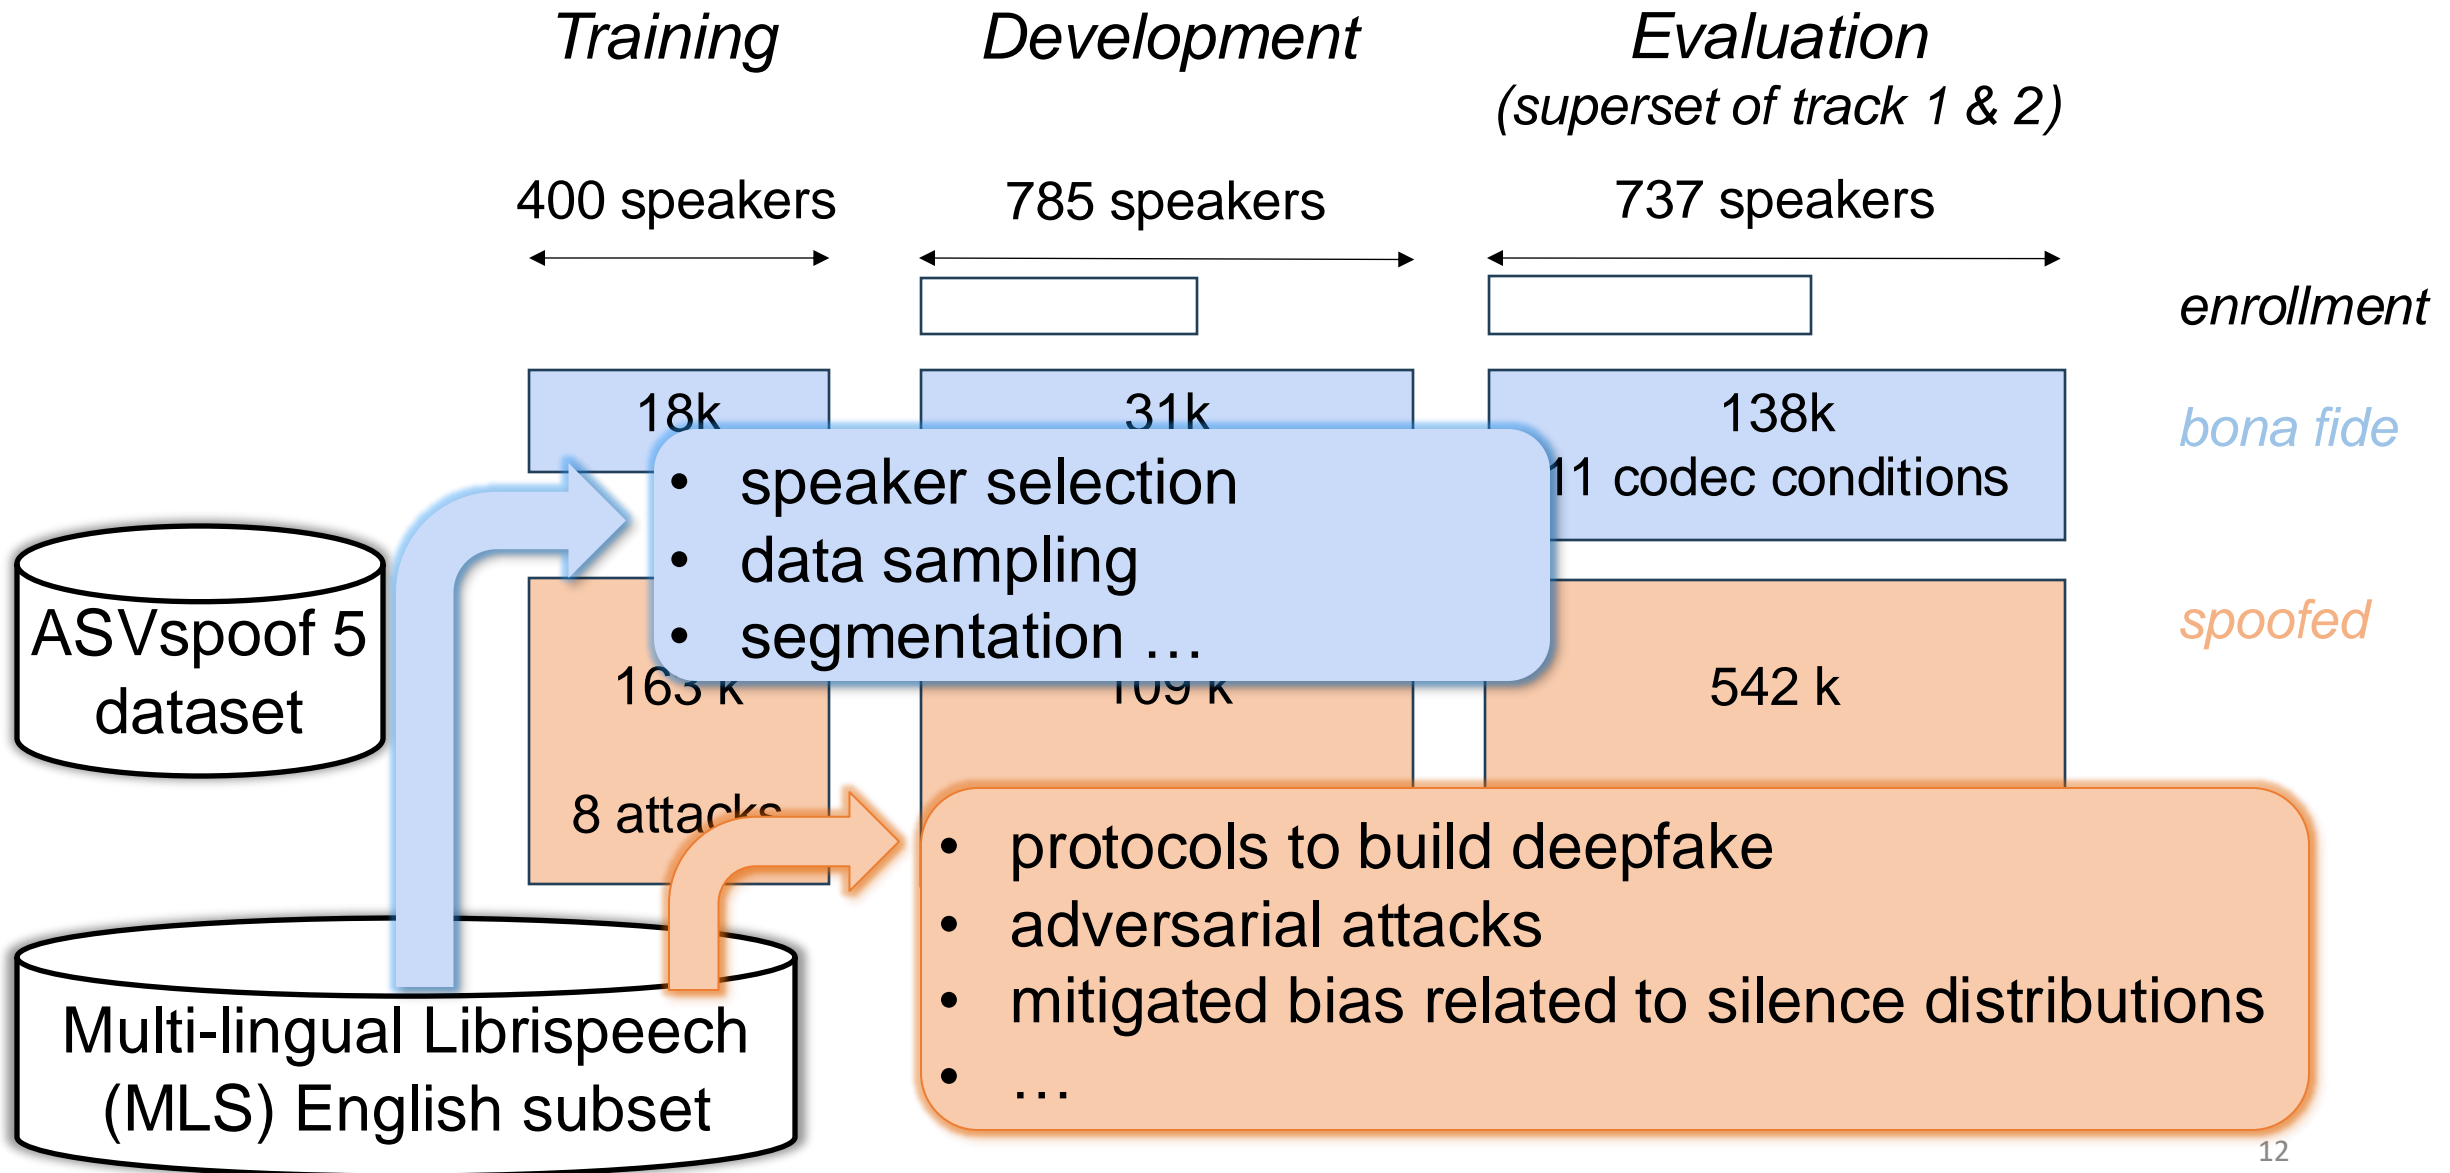 Training
Development
Evaluation
(superset of track 1 & 2)
400 speakers
785 speakers
737 speakers
enrollment
18k
31k
138k
11 codec conditions
bona fide
• speaker selection
• data sampling
• segmentation …
ASVspoof 5
dataset
163 k
109 k
542 k
spoofed
8 attacks
• protocols to build deepfake
• adversarial attacks
• mitigated bias related to silence distributions
• …
Multi-lingual Librispeech
(MLS) English subset
12